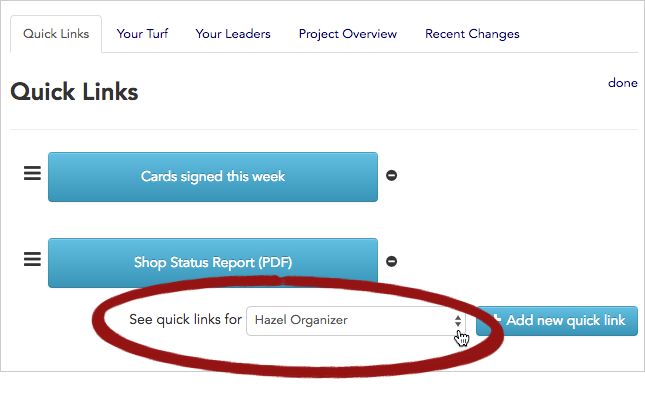 Quick Links Your Turf Your Leaders Project Overview Recent Changes
done
Quick Links
Cards signed this week
Shop Status Report (PDF)
See quick links for Hazel Organizer + Add new quick link